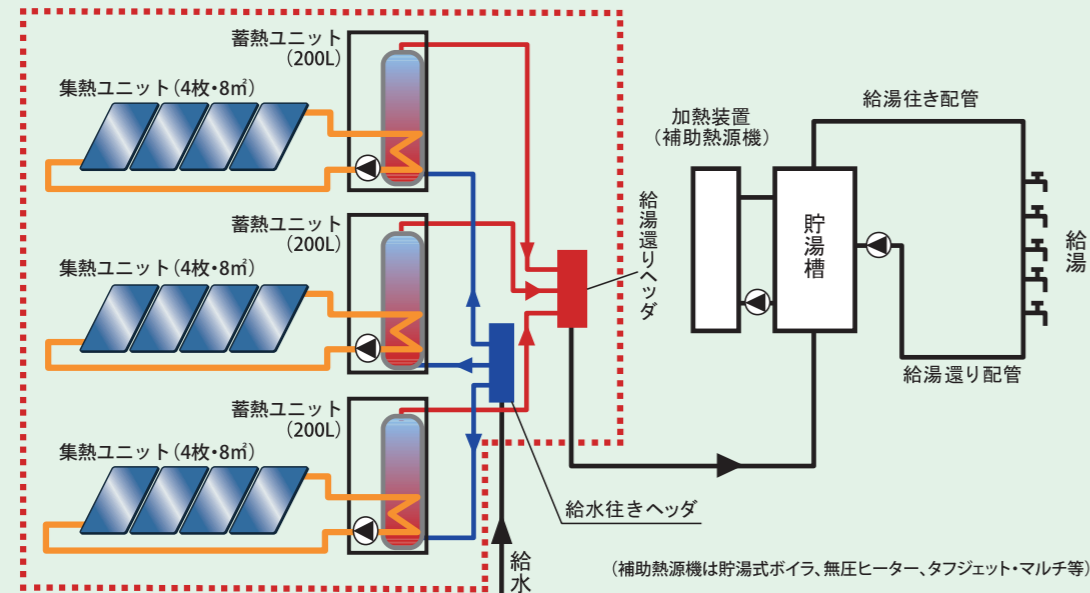 蓄熱ユニット
(200L)
集熱ユニット(4枚・8㎡)
蓄熱ユニット
(200L)
集熱ユニット(4枚・8㎡)
蓄熱ユニット
(200L)
集熱ユニット(4枚・8㎡)
給湯還りヘッダ
給水往きヘッダ
給水
加熱装置
(補助熱源機)
貯湯槽
給湯往き配管
給湯
給湯還り配管
(補助熱源機は貯湯式ボイラ、無圧ヒーター、タフジェット・マルチ等)